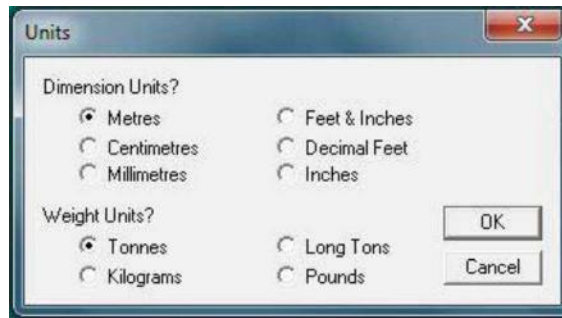 Units
Dimension Units?
Metres Feet & Inches
Centimetres Decimal Feet
Millimetres Inches
Weight Units?
OK
Tonnes Long Tons
Kilograms Pounds
Cancel